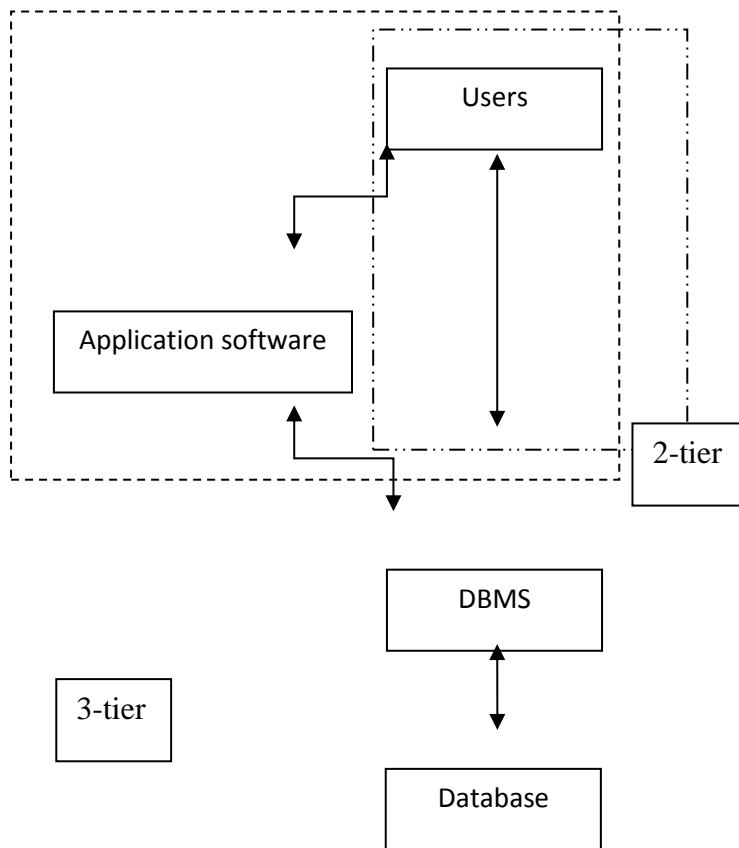 Users
Application software
2-tier
DBMS
3-tier
Database